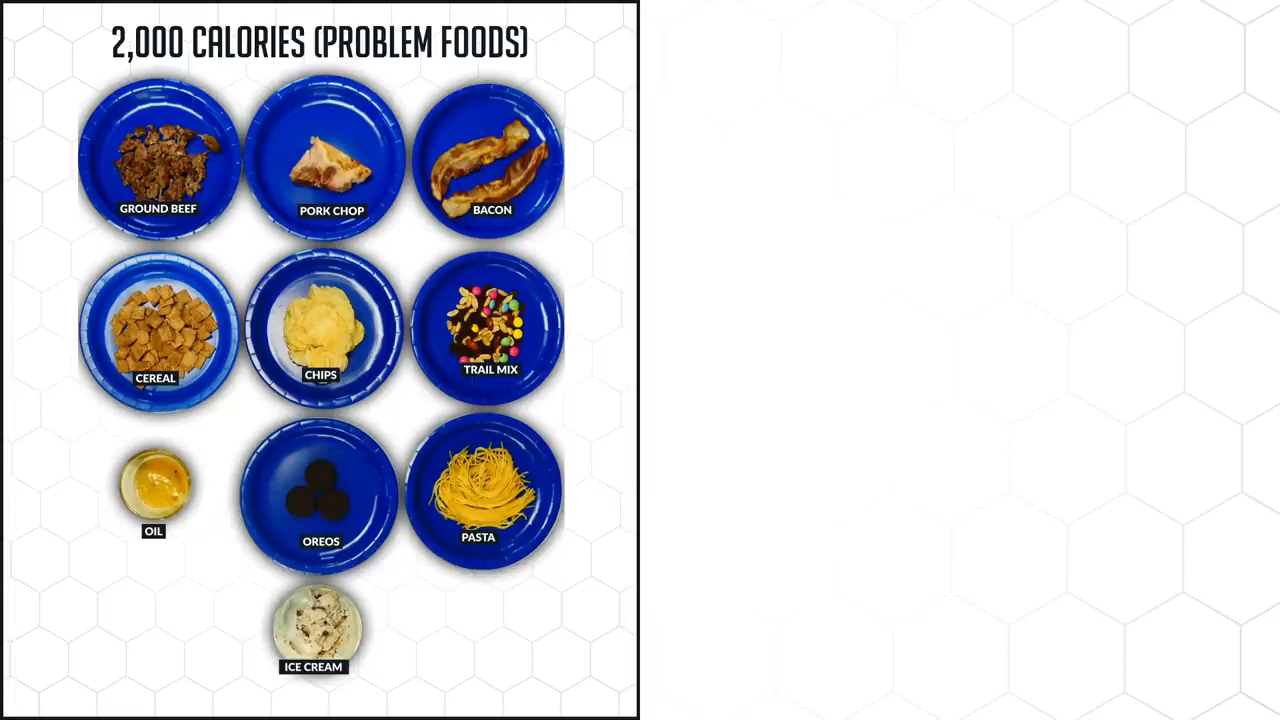 2,000 CALORIES (PROBLEM FOODS)
GROUND BEEF
PORK CHOP
BACON
CEREAL
CHIPS
TRAIL MIX
OIL
OREOS
PASTA
ICE CREAM